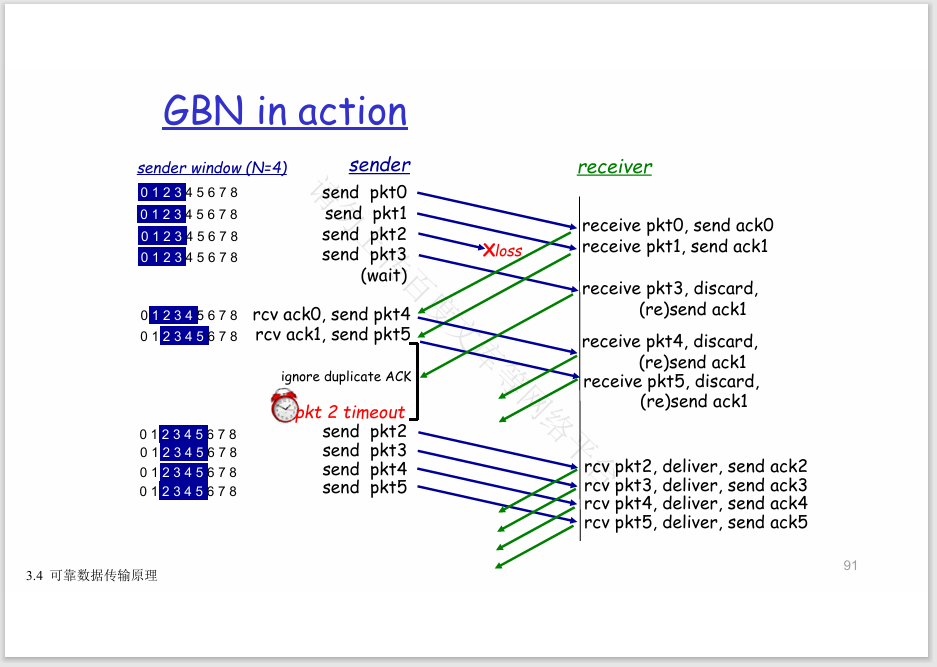 GBN in action
sender window (N=4)
sender
receiver
0 1 2 3 4 5 6 7 8
send pkt0
0 1 2 3 4 5 6 7 8
send pkt1
0 1 2 3 4 5 6 7 8
send pkt2
0 1 2 3 4 5 6 7 8
send pkt3
(wait)
Xloss
receive pkt0, send ack0
receive pkt1, send ack1
receive pkt3, discard,
(re)send ack1
0 1 2 3 4 5 6 7 8
rcv ack0, send pkt4
0 1 2 3 4 5 6 7 8
rcv ack1, send pkt5
receive pkt4, discard,
(re)send ack1
receive pkt5, discard,
(re)send ack1
ignore duplicate ACK
pkt 2 timeout
0 1 2 3 4 5 6 7 8
send pkt2
0 1 2 3 4 5 6 7 8
send pkt3
0 1 2 3 4 5 6 7 8
send pkt4
0 1 2 3 4 5 6 7 8
send pkt5
rcv pkt2, deliver, send ack2
rcv pkt3, deliver, send ack3
rcv pkt4, deliver, send ack4
rcv pkt5, deliver, send ack5
3.4 可靠数据传输原理
91